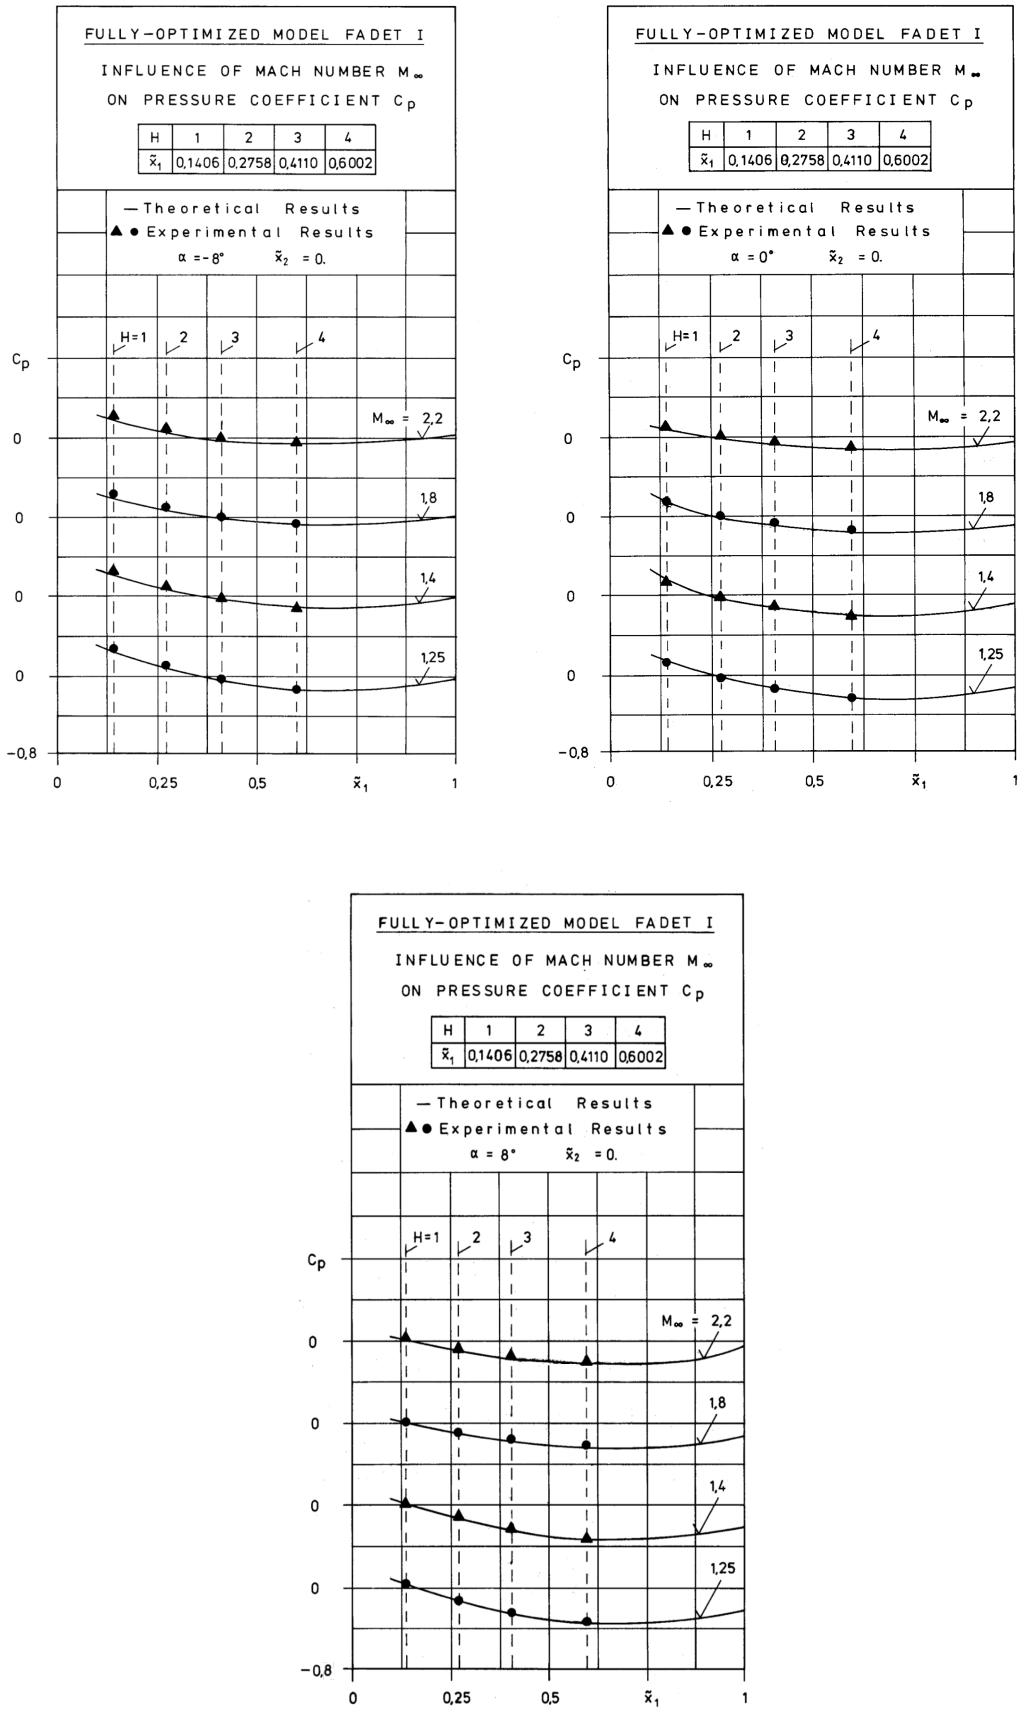 FULLY-OPTIMIZED MODEL FADET I
INFLUENCE OF MACH NUMBER M∞
ON PRESSURE COEFFICIENT Cp
H 1 2 3 4
x̃₁ 0,1406 0,2758 0,4110 0,6002
— Theoretical Results
▲ ● Experimental Results
α =-8° x̃₂ = 0.
H=1 2 3 4
Cp
M∞ = 2,2
0
1,8
0
1,4
0
1,25
0
-0,8
0 0,25 0,5 x̃₁ 1
FULLY-OPTIMIZED MODEL FADET I
INFLUENCE OF MACH NUMBER M∞
ON PRESSURE COEFFICIENT Cp
H 1 2 3 4
x̃₁ 0,1406 0,2758 0,4110 0,6002
— Theoretical Results
▲ ● Experimental Results
α = 0° x̃₂ = 0.
H=1 2 3 4
Cp
M∞ = 2,2
0
1,8
0
1,4
0
1,25
0
-0,8
0 0,25 0,5 x̃₁ 1
FULLY-OPTIMIZED MODEL FADET I
INFLUENCE OF MACH NUMBER M∞
ON PRESSURE COEFFICIENT Cp
H 1 2 3 4
x̃₁ 0,1406 0,2758 0,4110 0,6002
— Theoretical Results
▲ ● Experimental Results
α = 8° x̃₂ = 0.
H=1 2 3 4
Cp
M∞ = 2,2
0
1,8
0
1,4
0
1,25
0
-0,8
0 0,25 0,5 x̃₁ 1